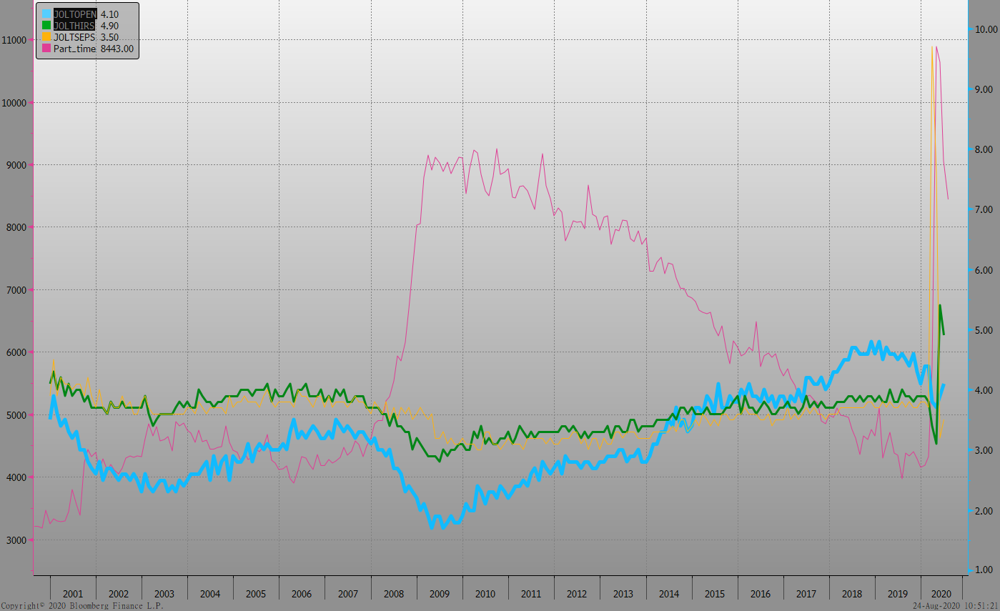 JOLTOPEN 4.10
JOLTHIRS 4.90
JOLTSEPS 3.50
Part_time 8443.00
11000
10000
9000
8000
7000
6000
5000
4000
3000
10.00
9.00
8.00
7.00
6.00
5.00
4.00
3.00
2.00
1.00
2001 2002 2003 2004 2005 2006 2007 2008 2009 2010 2011 2012 2013 2014 2015 2016 2017 2018 2019 2020
Copyright© 2020 Bloomberg Finance L.P.
24-Aug-2020 10:51:21